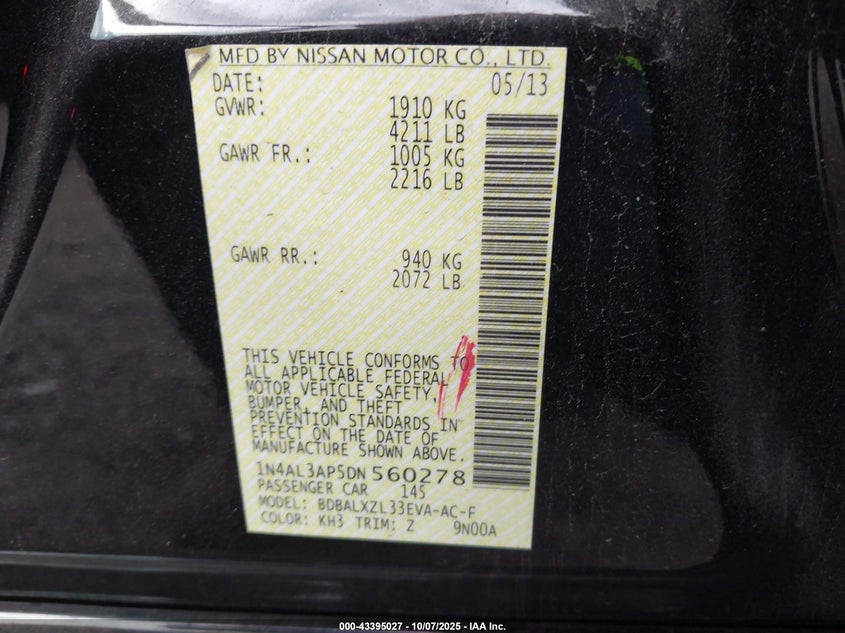 MFD BY NISSAN MOTOR CO., LTD.
DATE: 05/13
GVWR: 1910 KG
4211 LB
GAWR FR.: 1005 KG
2216 LB
GAWR RR.: 940 KG
2072 LB
THIS VEHICLE CONFORMS TO
ALL APPLICABLE FEDERAL
MOTOR VEHICLE SAFETY,
BUMPER, AND THEFT
PREVENTION STANDARDS IN
EFFECT ON THE DATE OF
MANUFACTURE SHOWN ABOVE.
1N4AL3AP5DN560278
PASSENGER CAR 145
MODEL: BDBALXZL33EVA-AC-F
COLOR: KH3 TRIM: Z 9N00A
000-43395027 - 10/07/2025 - IAA Inc.